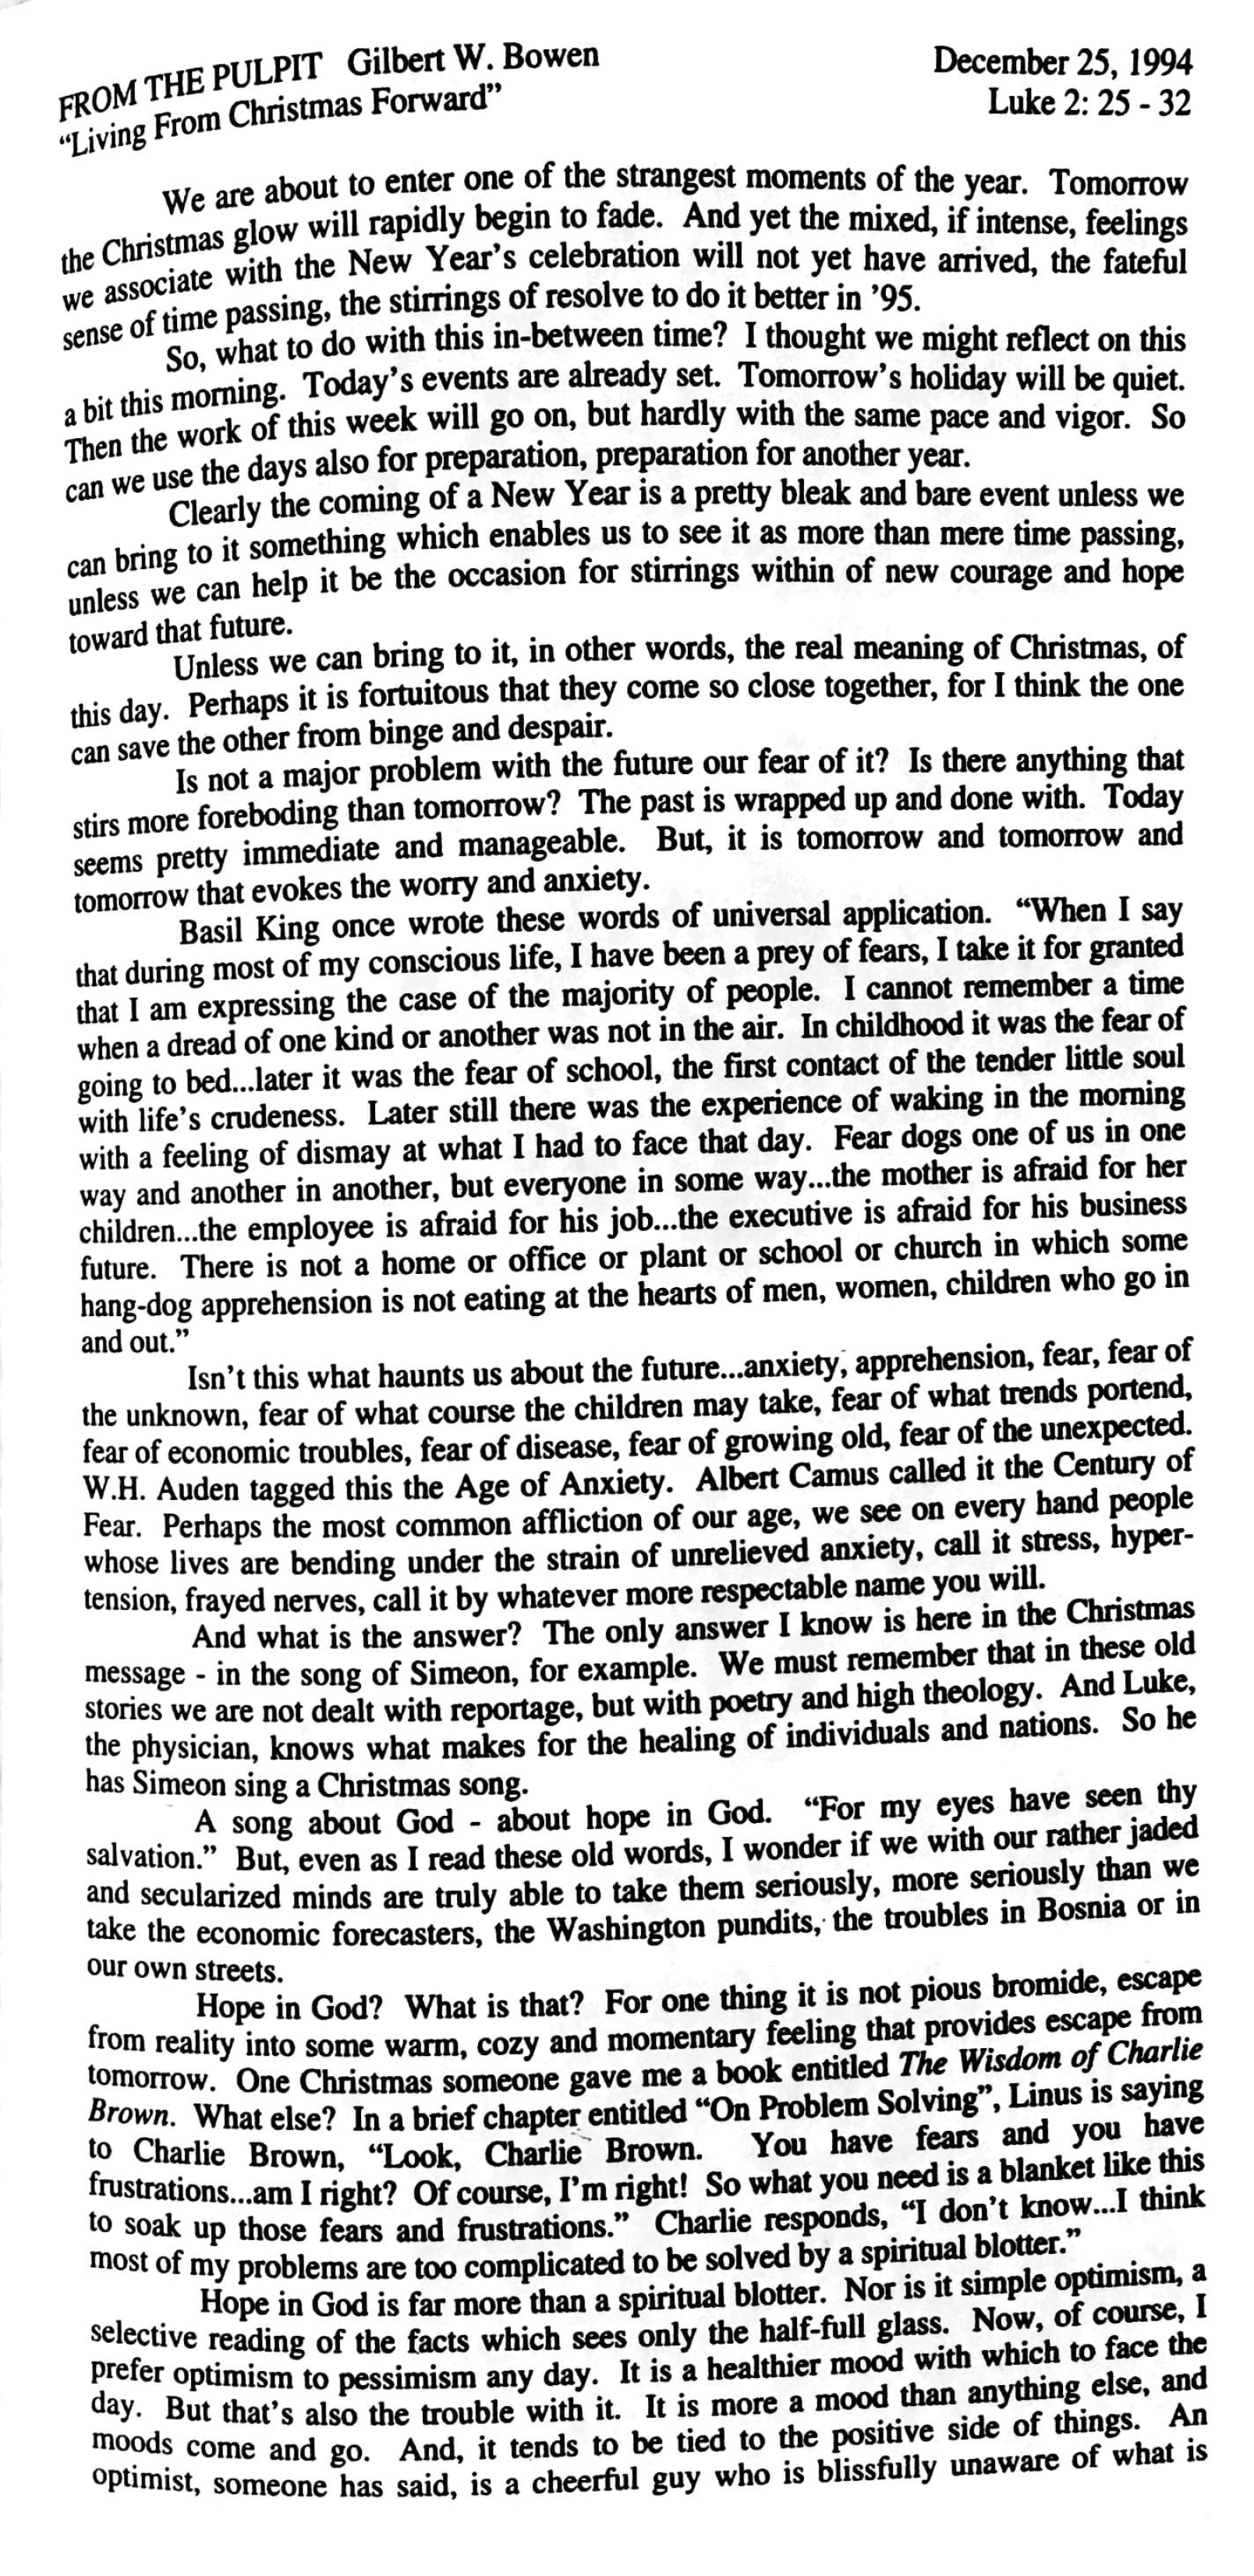 FROM THE PULPIT Gilbert W. Bowen December 25, 1994
"Living From Christmas Forward" Luke 2: 25 - 32
We are about to enter one of the strangest moments of the year. Tomorrow
the Christmas glow will rapidly begin to fade. And yet the mixed, if intense, feelings
we associate with the New Year's celebration will not yet have arrived, the fateful
sense of time passing, the stirrings of resolve to do it better in '95.
So, what to do with this in-between time? I thought we might reflect on this
a bit this morning. Today's events are already set. Tomorrow's holiday will be quiet.
Then the work of this week will go on, but hardly with the same pace and vigor. So
can we use the days also for preparation, preparation for another year.
Clearly the coming of a New Year is a pretty bleak and bare event unless we
can bring to it something which enables us to see it as more than mere time passing,
unless we can help it be the occasion for stirrings within of new courage and hope
toward that future.
Unless we can bring to it, in other words, the real meaning of Christmas, of
this day. Perhaps it is fortuitous that they come so close together, for I think the one
can save the other from binge and despair.
Is not a major problem with the future our fear of it? Is there anything that
stirs more foreboding than tomorrow? The past is wrapped up and done with. Today
seems pretty immediate and manageable. But, it is tomorrow and tomorrow and
tomorrow that evokes the worry and anxiety.
Basil King once wrote these words of universal application. "When I say
that during most of my conscious life, I have been a prey of fears, I take it for granted
that I am expressing the case of the majority of people. I cannot remember a time
when a dread of one kind or another was not in the air. In childhood it was the fear of
going to bed...later it was the fear of school, the first contact of the tender little soul
with life's crudeness. Later still there was the experience of waking in the morning
with a feeling of dismay at what I had to face that day. Fear dogs one of us in one
way and another in another, but everyone in some way...the mother is afraid for her
children...the employee is afraid for his job...the executive is afraid for his business
future. There is not a home or office or plant or school or church in which some
hang-dog apprehension is not eating at the hearts of men, women, children who go in
and out."
Isn't this what haunts us about the future...anxiety, apprehension, fear, fear of
the unknown, fear of what course the children may take, fear of what trends portend,
fear of economic troubles, fear of disease, fear of growing old, fear of the unexpected.
W.H. Auden tagged this the Age of Anxiety. Albert Camus called it the Century of
Fear. Perhaps the most common affliction of our age, we see on every hand people
whose lives are bending under the strain of unrelieved anxiety, call it stress, hyper-
tension, frayed nerves, call it by whatever more respectable name you will.
And what is the answer? The only answer I know is here in the Christmas
message - in the song of Simeon, for example. We must remember that in these old
stories we are not dealt with reportage, but with poetry and high theology. And Luke,
the physician, knows what makes for the healing of individuals and nations. So he
has Simeon sing a Christmas song.
A song about God - about hope in God. "For my eyes have seen thy
salvation." But, even as I read these old words, I wonder if we with our rather jaded
and secularized minds are truly able to take them seriously, more seriously than we
take the economic forecasters, the Washington pundits, the troubles in Bosnia or in
our own streets.
Hope in God? What is that? For one thing it is not pious bromide, escape
from reality into some warm, cozy and momentary feeling that provides escape from
tomorrow. One Christmas someone gave me a book entitled The Wisdom of Charlie
Brown. What else? In a brief chapter entitled "On Problem Solving", Linus is saying
to Charlie Brown, "Look, Charlie Brown. You have fears and you have
frustrations...am I right? Of course, I'm right! So what you need is a blanket like this
to soak up those fears and frustrations." Charlie responds, "I don't know...I think
most of my problems are too complicated to be solved by a spiritual blotter."
Hope in God is far more than a spiritual blotter. Nor is it simple optimism, a
selective reading of the facts which sees only the half-full glass. Now, of course, I
prefer optimism to pessimism any day. It is a healthier mood with which to face the
day. But that's also the trouble with it. It is more a mood than anything else, and
moods come and go. And, it tends to be tied to the positive side of things. An
optimist, someone has said, is a cheerful guy who is blissfully unaware of what is